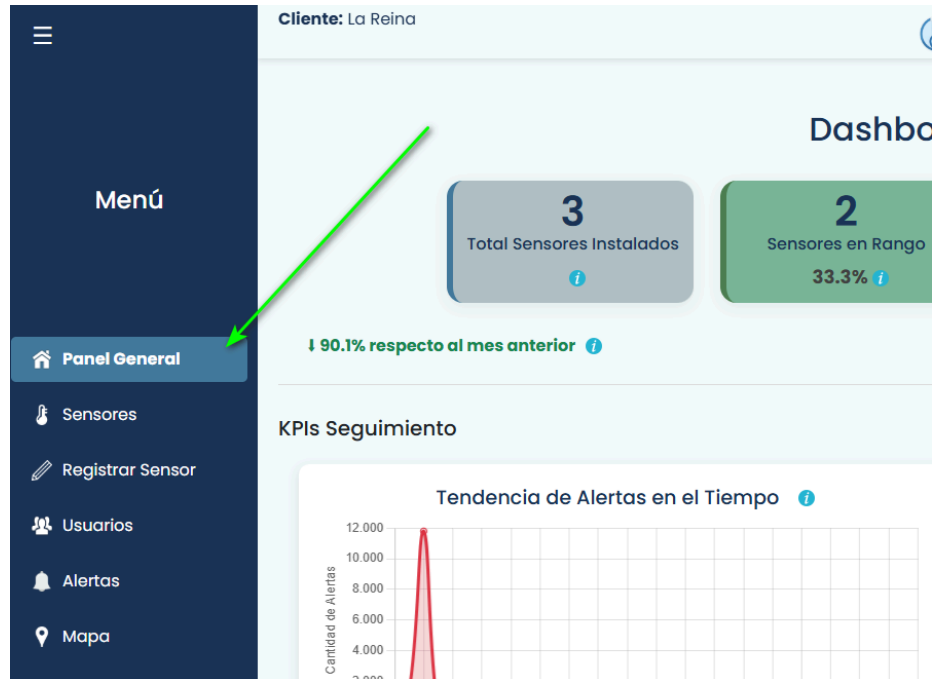 Cliente: La Reina
Menú
Panel General
Sensores
Registrar Sensor
Usuarios
Alertas
Mapa
3
Total Sensores Instalados
2
Sensores en Rango
33.3%
90.1% respecto al mes anterior
KPIs Seguimiento
Tendencia de Alertas en el Tiempo
Cantidad de Alertas
12.000
10.000
8.000
6.000
4.000